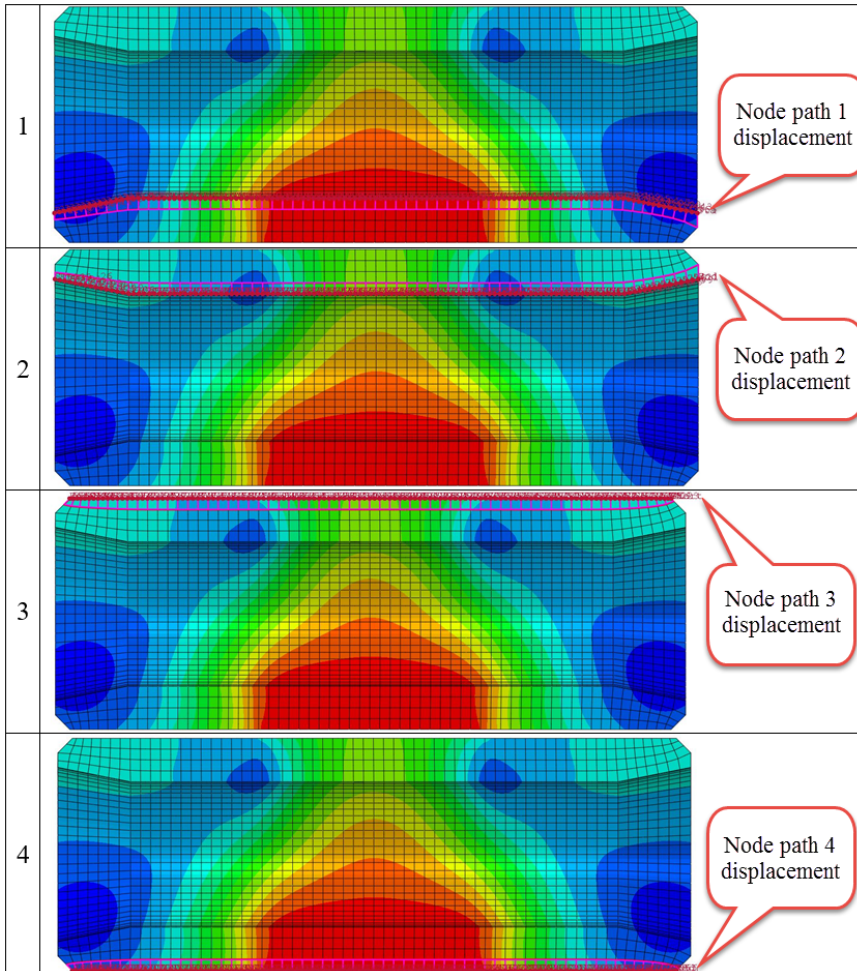 1
Node path 1
displacement
2
Node path 2
displacement
3
Node path 3
displacement
4
Node path 4
displacement